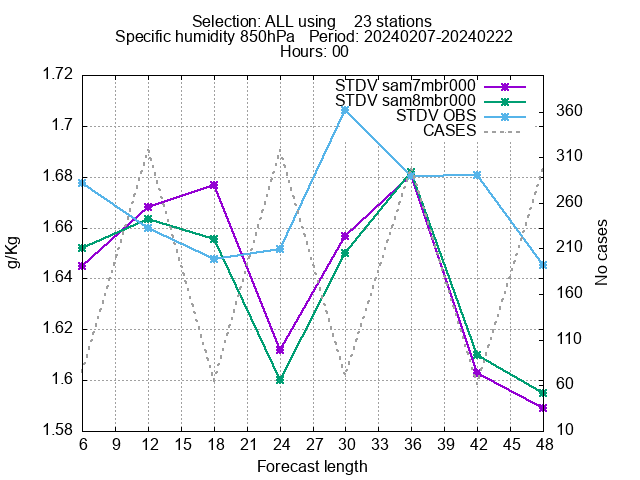 Selection: ALL using    23 stations
Specific humidity 850hPa   Period: 20240207-20240222
Hours: 00
STDV sam7mbr000
STDV sam8mbr000
STDV OBS
CASES
1.72
1.7
1.68
1.66
1.64
1.62
1.6
1.58
g/Kg
360
310
260
210
160
110
60
10
No cases
6 9 12 15 18 21 24 27 30 33 36 39 42 45 48
Forecast length